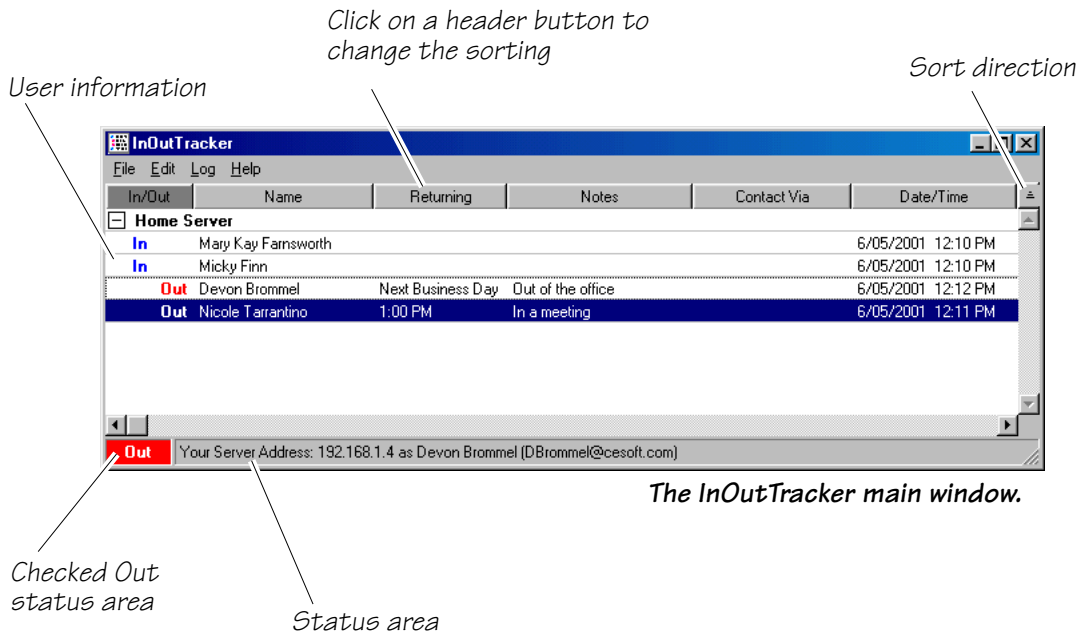 Click on a header button to
change the sorting
Sort direction
User information
InOutTracker
File Edit Log Help
In/Out Name Returning Notes Contact Via Date/Time
Home Server
In Mary Kay Farnsworth 6/05/2001 12:10 PM
In Micky Finn 6/05/2001 12:10 PM
Out Devon Brommel Next Business Day Out of the office 6/05/2001 12:12 PM
Out Nicole Tarrantino 1:00 PM In a meeting 6/05/2001 12:11 PM
Out Your Server Address: 192.168.1.4 as Devon Brommel (DBrommel@cesoft.com)
The InOutTracker main window.
Checked Out
status area
Status area